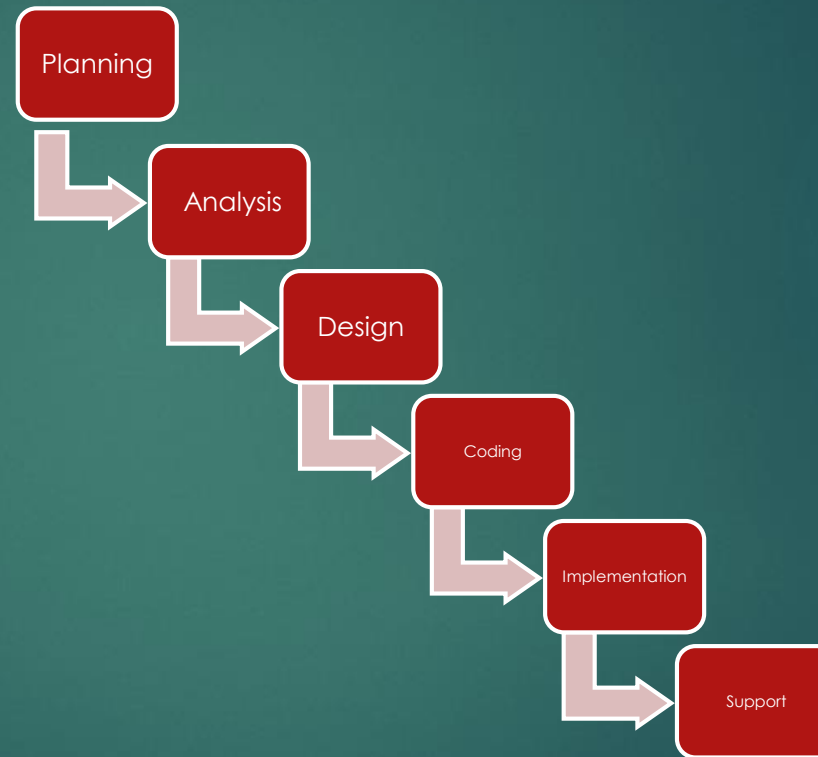 Planning
Analysis
Design
Coding
Implementation
Support